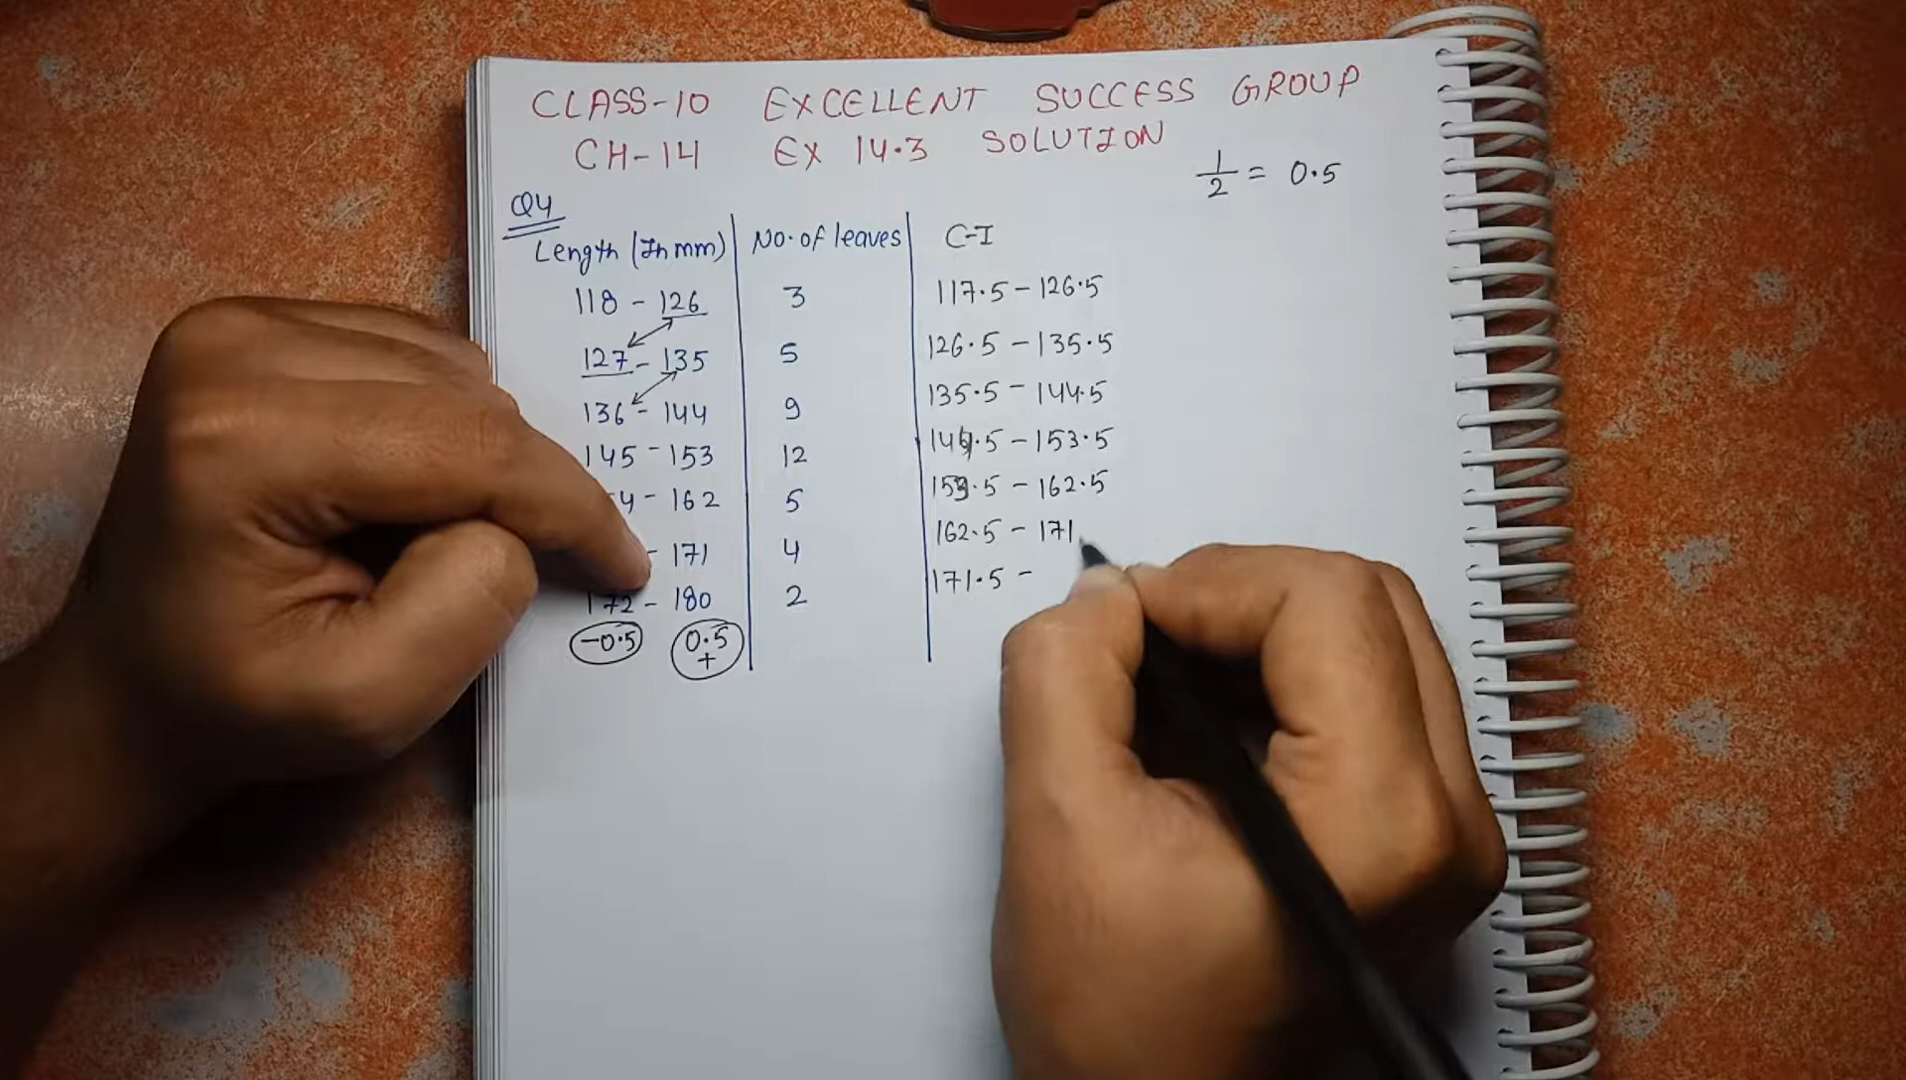 CLASS-10 EXCELLENT SUCCESS GROUP
CH-14 EX 14.3 SOLUTION
1/2 = 0.5
Q4
Length (In mm) No. of leaves C-I
118 - 126 3 117.5 - 126.5
127 - 135 5 126.5 - 135.5
136 - 144 9 135.5 - 144.5
145 - 153 12 144.5 - 153.5
4 - 162 5 153.5 - 162.5
- 171 4 162.5 - 171.
172 - 180 2 171.5 -
-0.5 0.5
+